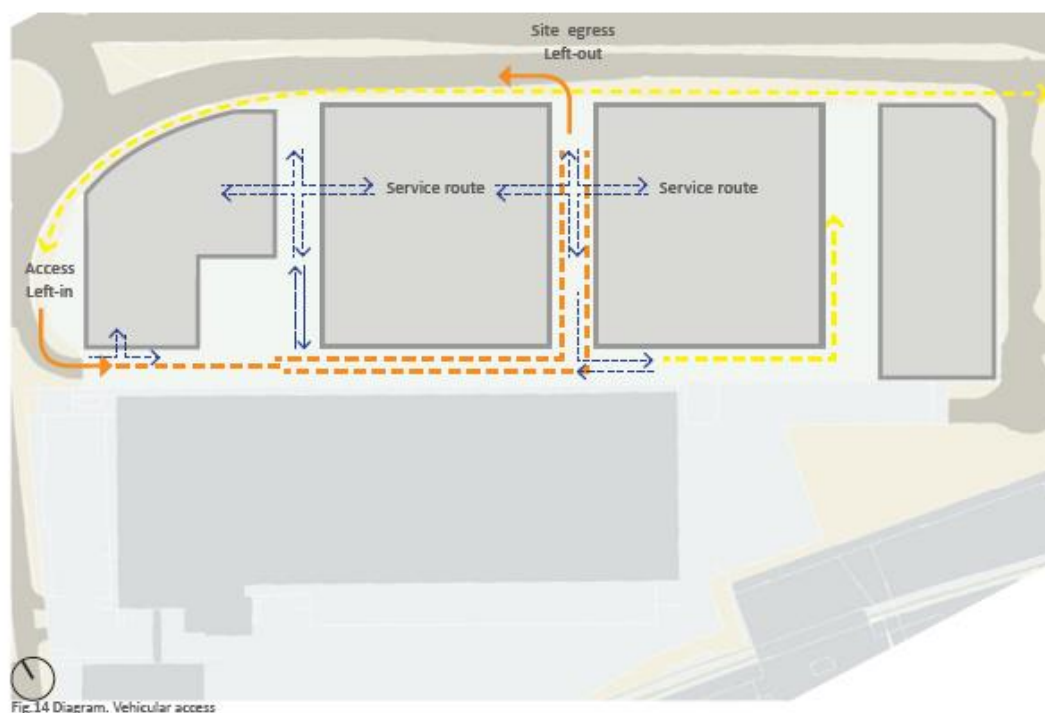 Site egress
Left-out
Service route
Service route
Access
Left-in
Fig.14 Diagram. Vehicular access